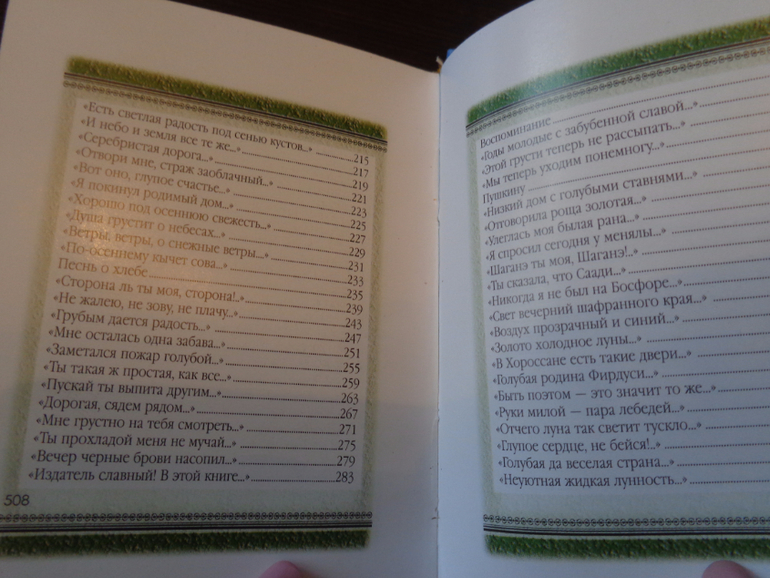 «Есть светлая радость под сенью кустов...» 215
«И небо и земля все те же...» 217
«Серебристая дорога...» 219
«Отвори мне, страж заоблачный...» 221
«Вот оно, глупое счастье...» 223
«Я покинул родимый дом...» 225
«Хорошо под осеннюю свежесть...» 227
«Душа грустит о небесах...» 229
«Ветры, ветры, о снежные ветры...» 231
«По-осеннему кычет сова...» 233
Песнь о хлебе 235
«Сторона ль ты моя, сторона!..» 239
«Не жалею, не зову, не плачу...» 243
«Грубым дается радость...» 247
«Мне осталась одна забава...» 251
«Заметался пожар голубой...» 255
«Ты такая ж простая, как все...» 259
«Пускай ты выпита другим...» 263
«Дорогая, сядем рядом...» 267
«Мне грустно на тебя смотреть...» 271
«Ты прохладой меня не мучай...» 275
«Вечер черные брови насопил...» 279
«Издатель славный! В этой книге...» 283
508
Воспоминание
«Годы молодые с забубенной славой...»
«Этой грусти теперь не рассыпать...»
«Мы теперь уходим понемногу...»
Пушкину
«Низкий дом с голубыми ставнями...»
«Отговорила роща золотая...»
«Улеглась моя былая рана...»
«Я спросил сегодня у менялы...»
«Шаганэ ты моя, Шаганэ!..»
«Ты сказала, что Саади...»
«Никогда я не был на Босфоре...»
«Свет вечерний шафранного края...»
«Воздух прозрачный и синий...»
«Золото холодное луны...»
«В Хороссане есть такие двери...»
«Голубая родина Фирдуси...»
«Быть поэтом — это значит то же...»
«Руки милой — пара лебедей...»
«Отчего луна так светит тускло...»
«Глупое сердце, не бейся!..»
«Голубая да веселая страна...»
«Неуютная жидкая лунность...»